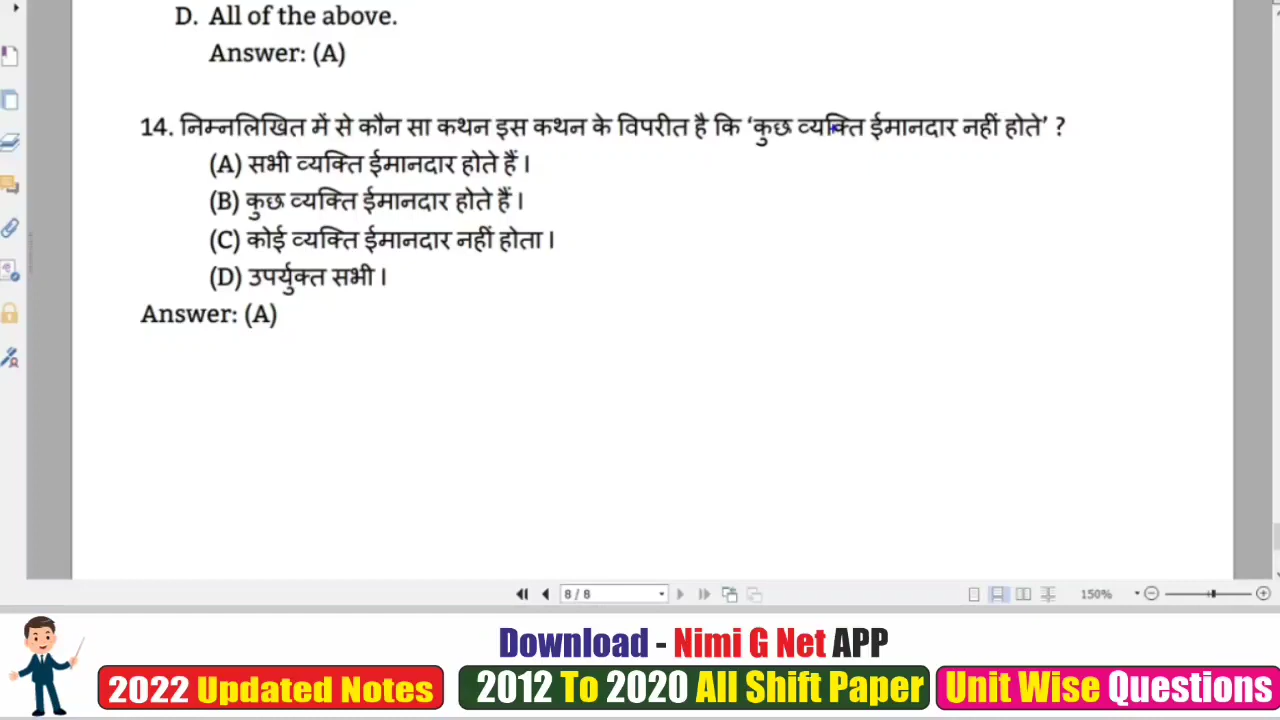 D. All of the above.
Answer: (A)
14. निम्नलिखित में से कौन सा कथन इस कथन के विपरीत है कि ‘कुछ व्यक्ति ईमानदार नहीं होते’ ?
(A) सभी व्यक्ति ईमानदार होते हैं ।
(B) कुछ व्यक्ति ईमानदार होते हैं ।
(C) कोई व्यक्ति ईमानदार नहीं होता ।
(D) उपर्युक्त सभी ।
Answer: (A)
8 / 8
150%
Download - Nimi G Net APP
2022 Updated Notes
2012 To 2020 All Shift Paper
Unit Wise Questions